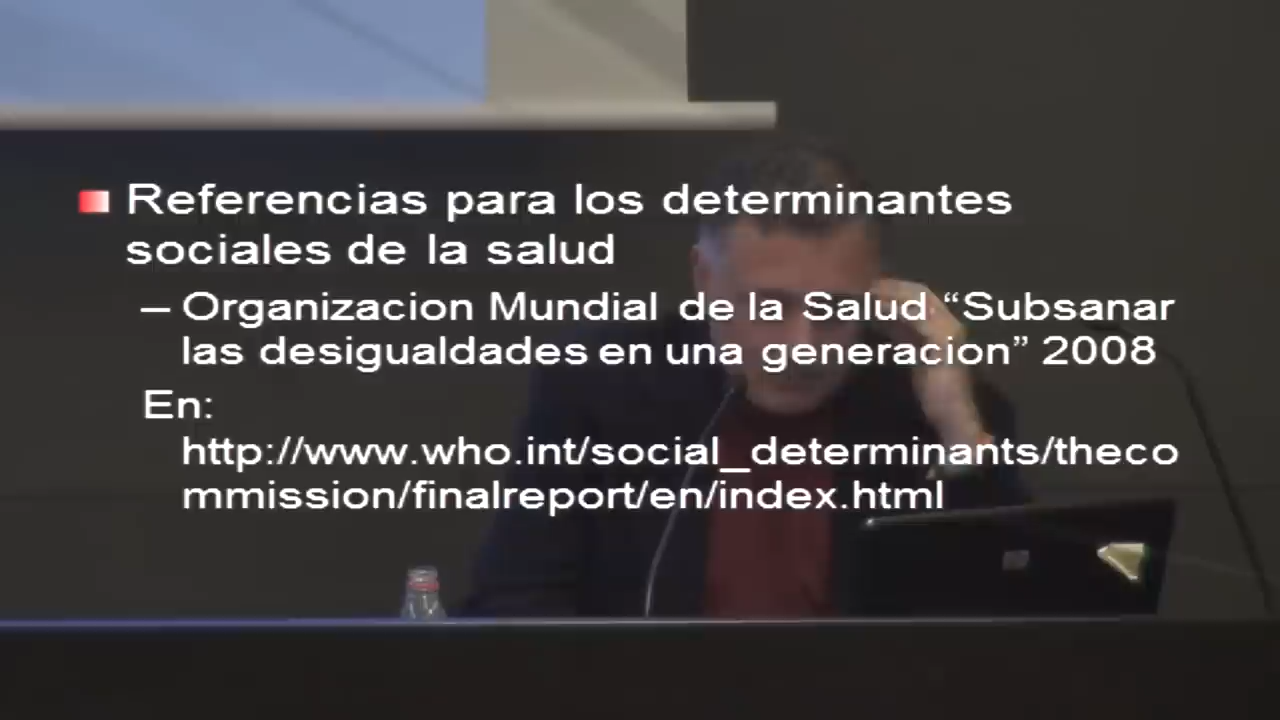 Referencias para los determinantes
sociales de la salud
– Organizacion Mundial de la Salud “Subsanar
las desigualdades en una generacion” 2008
En:
http://www.who.int/social_determinants/theco
mmission/finalreport/en/index.html